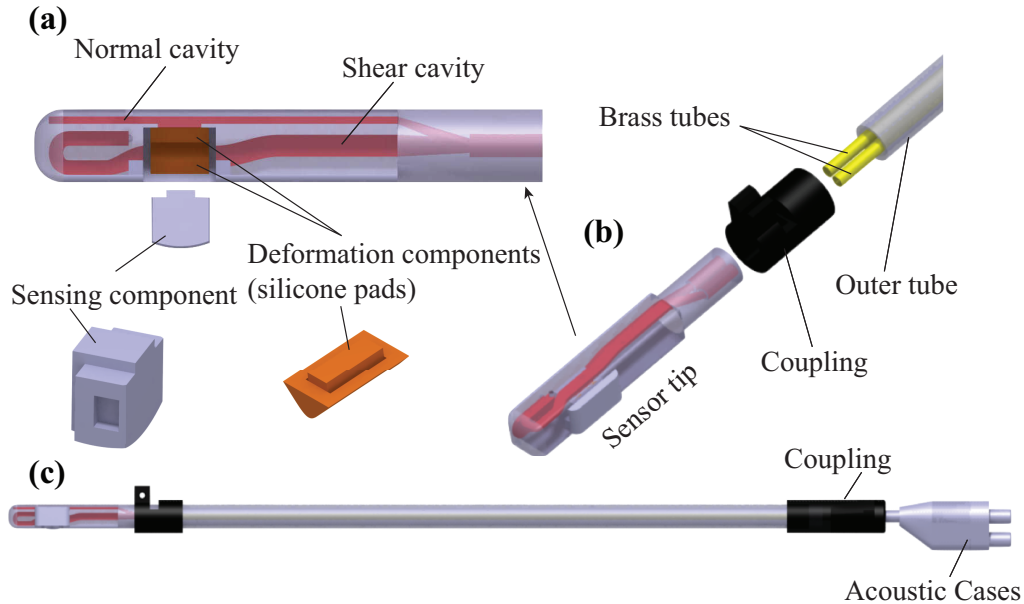 (a)
Normal cavity
Shear cavity
Brass tubes
Deformation components
(silicone pads)
Sensing component
(b)
Outer tube
Coupling
Sensor tip
(c)
Coupling
Acoustic Cases